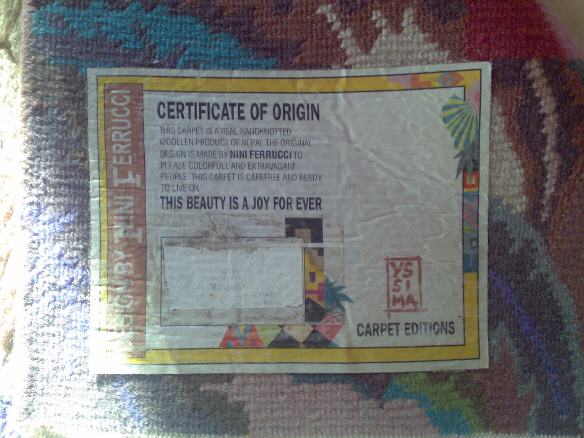 DESIGN BY NINI FERRUCCI
CERTIFICATE OF ORIGIN
THIS CARPET IS A REAL HANDKNOTTED
WOOLLEN PRODUCT OF NEPAL. THE ORIGINAL
DESIGN IS MADE BY NINI FERRUCCI TO
PLEASE COLORFULL AND EXTRAVAGANT
PEOPLE. THIS CARPET IS CAREFREE AND READY
TO LIVE ON.
THIS BEAUTY IS A JOY FOR EVER
YS
SI
MA
CARPET EDITIONS